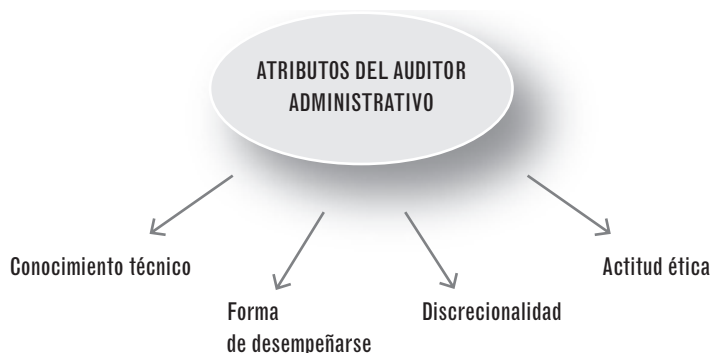 ATRIBUTOS DEL AUDITOR
ADMINISTRATIVO
Conocimiento técnico
Forma
de desempeñarse
Discrecionalidad
Actitud ética